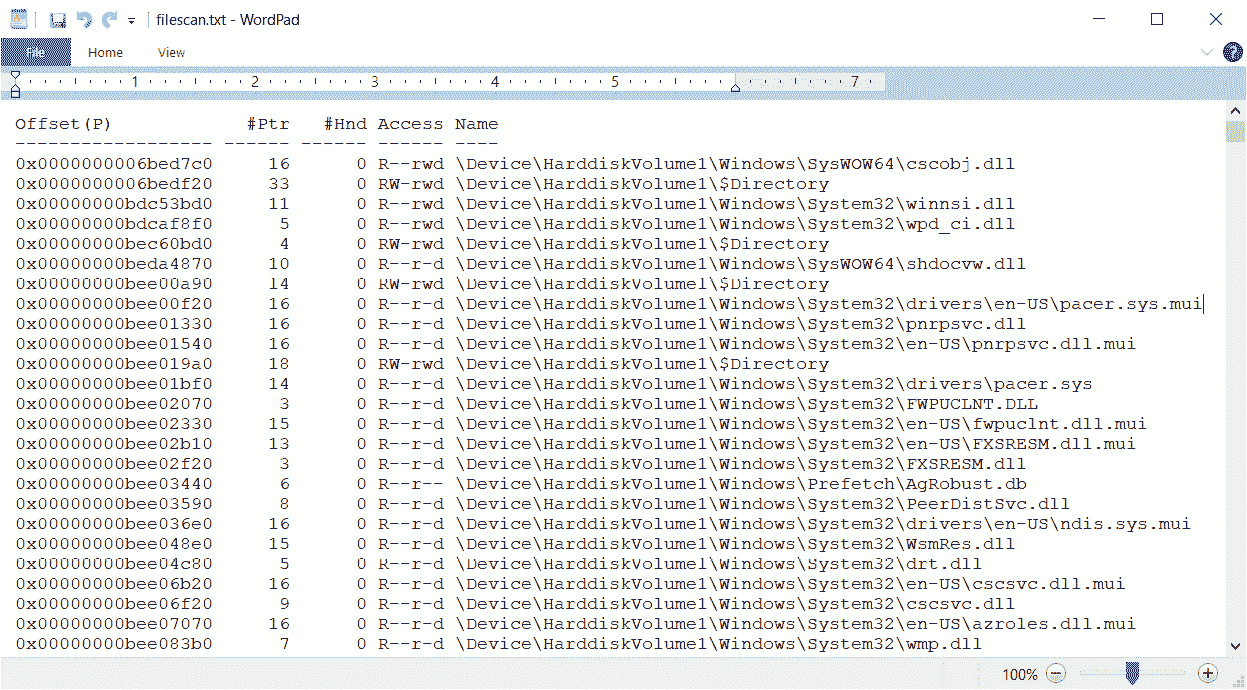 filescan.txt - WordPad
File Home View
1 2 3 4 5 7
Offset(P) #Ptr #Hnd Access Name
------------------ ------ ------ ------ ----
0x0000000006bed7c0 16 0 R--rwd \Device\HarddiskVolume1\Windows\SysWOW64\cscobj.dll
0x0000000006bedf20 33 0 RW-rwd \Device\HarddiskVolume1\$Directory
0x00000000bdc53bd0 11 0 R--rwd \Device\HarddiskVolume1\Windows\System32\winnsi.dll
0x00000000bdcaf8f0 5 0 R--rwd \Device\HarddiskVolume1\Windows\System32\wpd_ci.dll
0x00000000bec60bd0 4 0 RW-rwd \Device\HarddiskVolume1\$Directory
0x00000000beda4870 10 0 R--r-d \Device\HarddiskVolume1\Windows\SysWOW64\shdocvw.dll
0x00000000bee00a90 14 0 RW-rwd \Device\HarddiskVolume1\$Directory
0x00000000bee00f20 16 0 R--r-d \Device\HarddiskVolume1\Windows\System32\drivers\en-US\pacer.sys.mui
0x00000000bee01330 16 0 R--r-d \Device\HarddiskVolume1\Windows\System32\pnrpsvc.dll
0x00000000bee01540 16 0 R--r-d \Device\HarddiskVolume1\Windows\System32\en-US\pnrpsvc.dll.mui
0x00000000bee019a0 18 0 RW-rwd \Device\HarddiskVolume1\$Directory
0x00000000bee01bf0 14 0 R--r-d \Device\HarddiskVolume1\Windows\System32\drivers\pacer.sys
0x00000000bee02070 3 0 R--r-d \Device\HarddiskVolume1\Windows\System32\FWPUCLNT.DLL
0x00000000bee02330 15 0 R--r-d \Device\HarddiskVolume1\Windows\System32\en-US\fwpuclnt.dll.mui
0x00000000bee02b10 13 0 R--r-d \Device\HarddiskVolume1\Windows\System32\en-US\FXSRESM.dll.mui
0x00000000bee02f20 3 0 R--r-d \Device\HarddiskVolume1\Windows\System32\FXSRESM.dll
0x00000000bee03440 6 0 R--r-- \Device\HarddiskVolume1\Windows\Prefetch\AgRobust.db
0x00000000bee03590 8 0 R--r-d \Device\HarddiskVolume1\Windows\System32\PeerDistSvc.dll
0x00000000bee036e0 16 0 R--r-d \Device\HarddiskVolume1\Windows\System32\drivers\en-US\ndis.sys.mui
0x00000000bee048e0 15 0 R--r-d \Device\HarddiskVolume1\Windows\System32\WsmRes.dll
0x00000000bee04c80 5 0 R--r-d \Device\HarddiskVolume1\Windows\System32\drt.dll
0x00000000bee06b20 16 0 R--r-d \Device\HarddiskVolume1\Windows\System32\en-US\cscsvc.dll.mui
0x00000000bee06f20 9 0 R--r-d \Device\HarddiskVolume1\Windows\System32\cscsvc.dll
0x00000000bee07070 16 0 R--r-d \Device\HarddiskVolume1\Windows\System32\en-US\azroles.dll.mui
0x00000000bee083b0 7 0 R--r-d \Device\HarddiskVolume1\Windows\System32\wmp.dll
100%